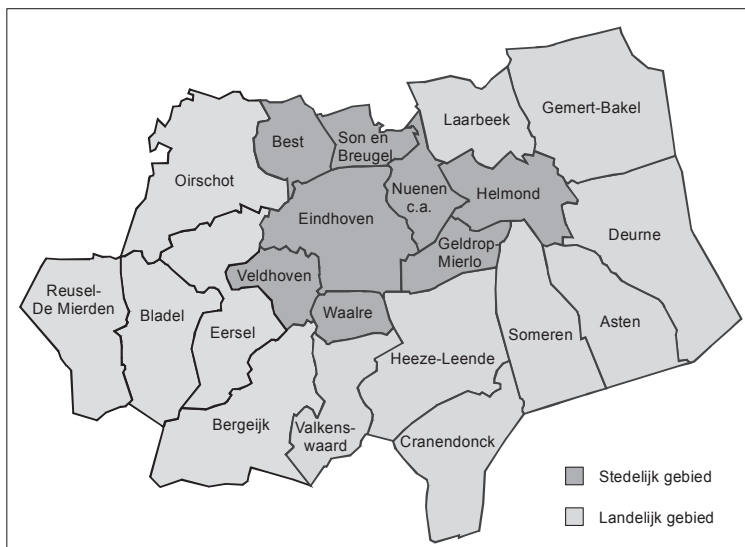 Laarbeek
Gemert-Bakel
Best
Son en
Breugel
Oirschot
Nuenen
c.a.
Helmond
Eindhoven
Deurne
Geldrop-
Mierlo
Veldhoven
Reusel-
De Mierden
Bladel
Waalre
Eersel
Someren
Asten
Heeze-Leende
Bergeijk
Valkens-
waard
Cranendonck
Stedelijk gebied
Landelijk gebied